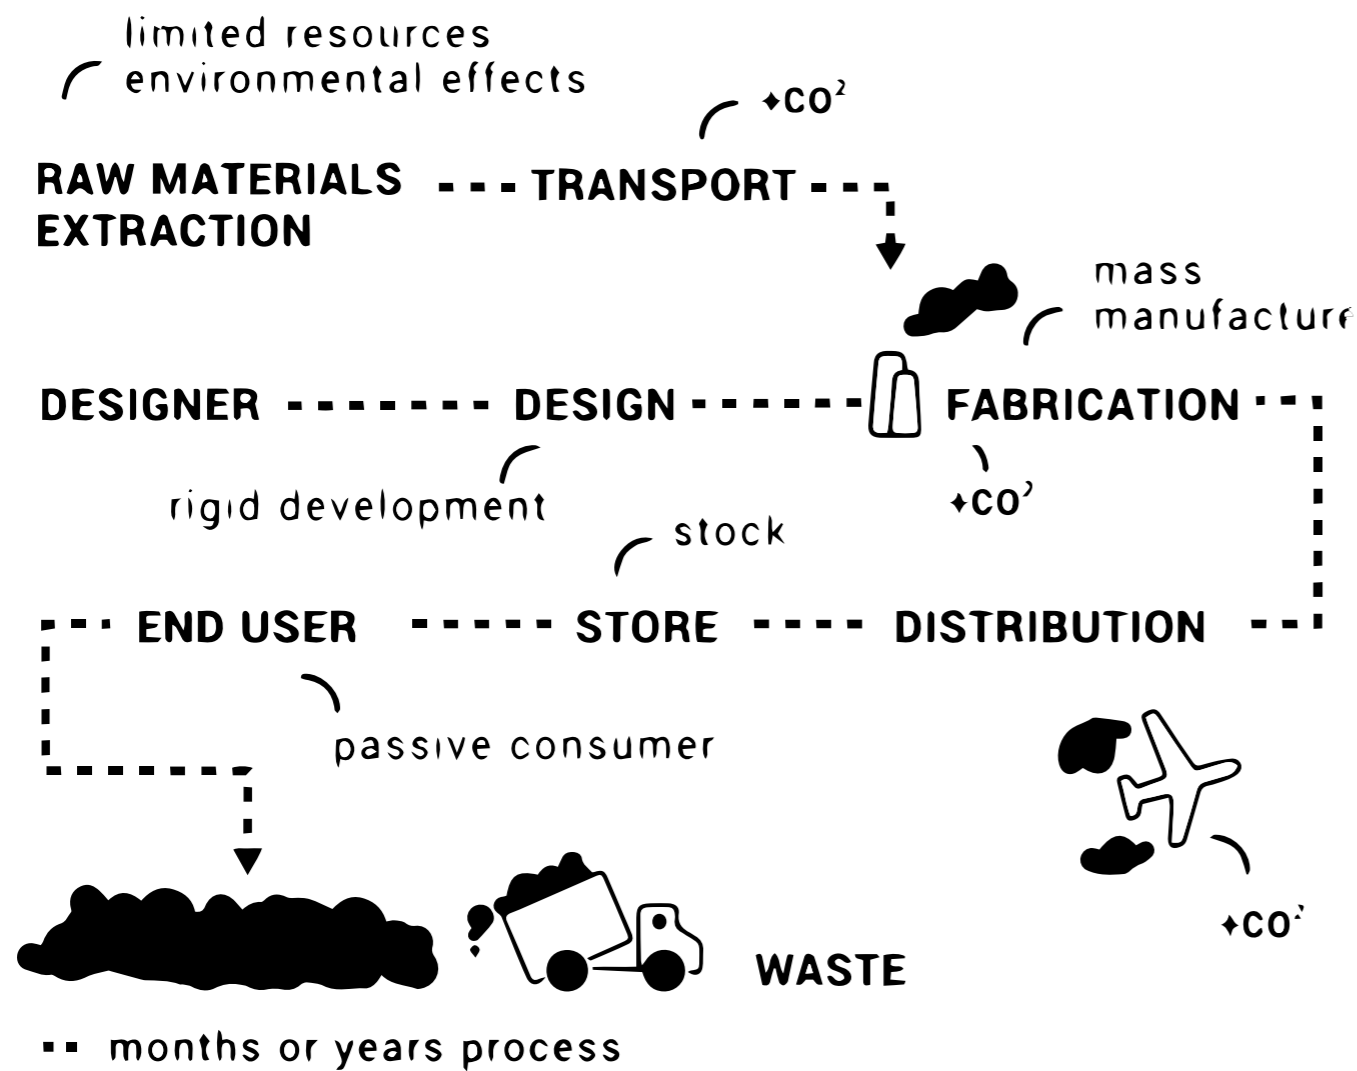 limited resources
environmental effects
+CO²
RAW MATERIALS
EXTRACTION
TRANSPORT
mass
manufacture
DESIGNER
DESIGN
FABRICATION
rigid development
+CO²
stock
END USER
STORE
DISTRIBUTION
passive consumer
+CO²
WASTE
months or years process